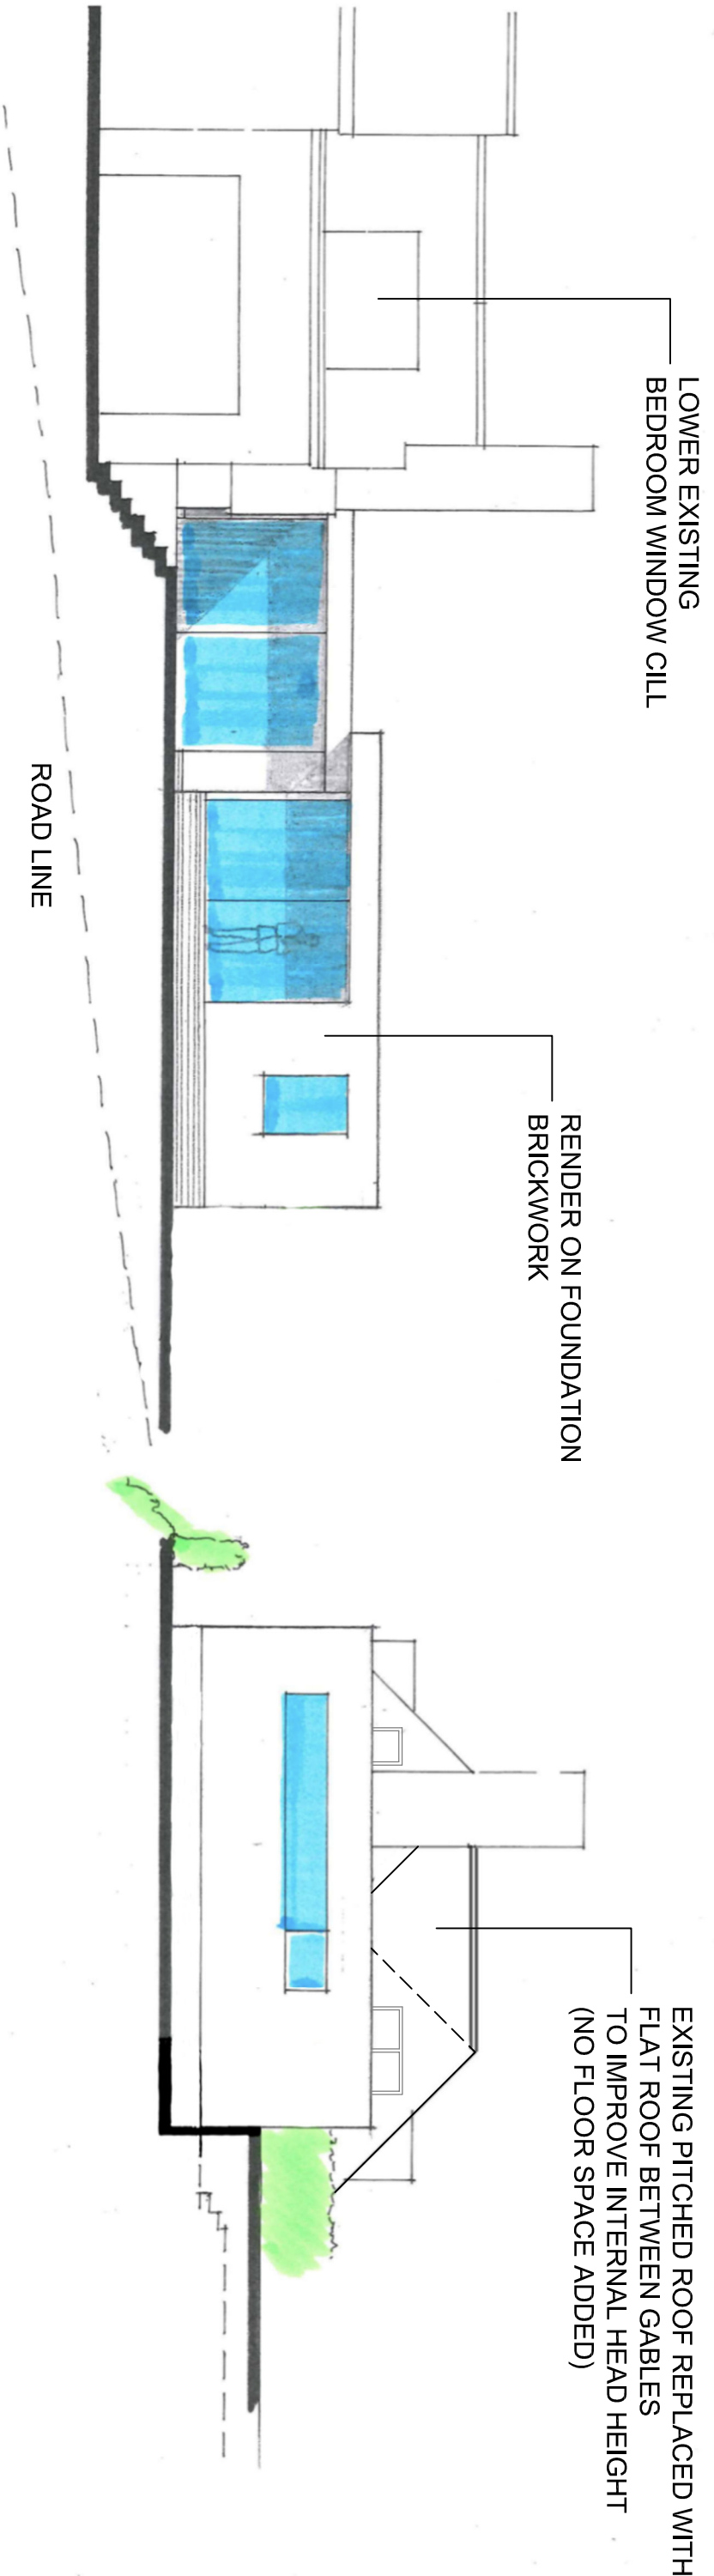 LOWER EXISTING
BEDROOM WINDOW CILL
ROAD LINE
RENDER ON FOUNDATION
BRICKWORK
EXISTING PITCHED ROOF REPLACED WITH
FLAT ROOF BETWEEN GABLES
TO IMPROVE INTERNAL HEAD HEIGHT
(NO FLOOR SPACE ADDED)